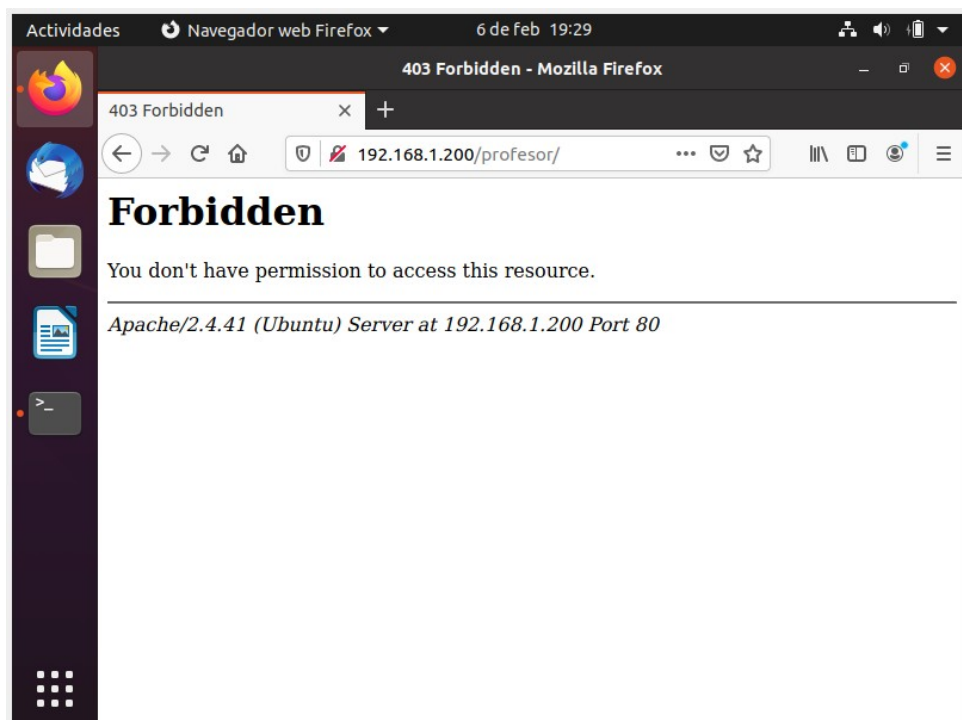 Actividades Navegador web Firefox 6 de feb 19:29
403 Forbidden - Mozilla Firefox
403 Forbidden
192.168.1.200/profesor/
Forbidden
You don't have permission to access this resource.
Apache/2.4.41 (Ubuntu) Server at 192.168.1.200 Port 80